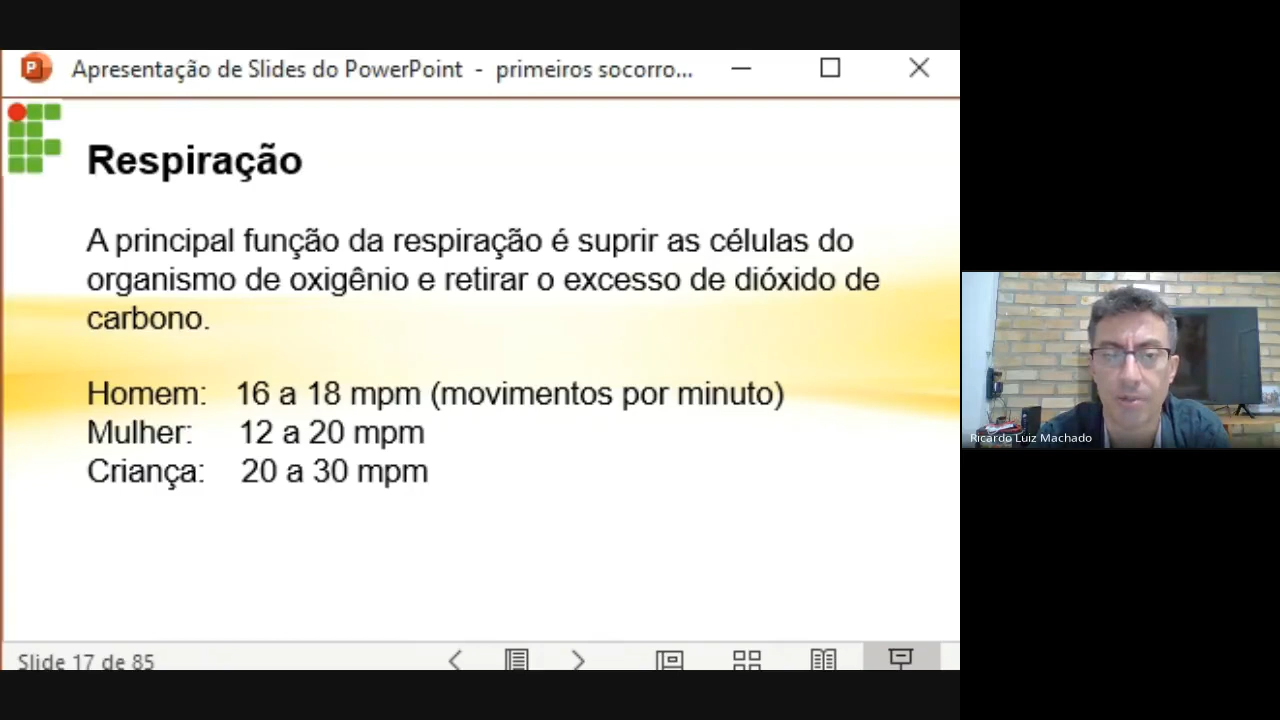 Apresentação de Slides do PowerPoint - primeiros socorro...
Respiração
A principal função da respiração é suprir as células do
organismo de oxigênio e retirar o excesso de dióxido de
carbono.
Homem: 16 a 18 mpm (movimentos por minuto)
Mulher: 12 a 20 mpm
Criança: 20 a 30 mpm
Slide 17 de 85
Ricardo Luiz Machado